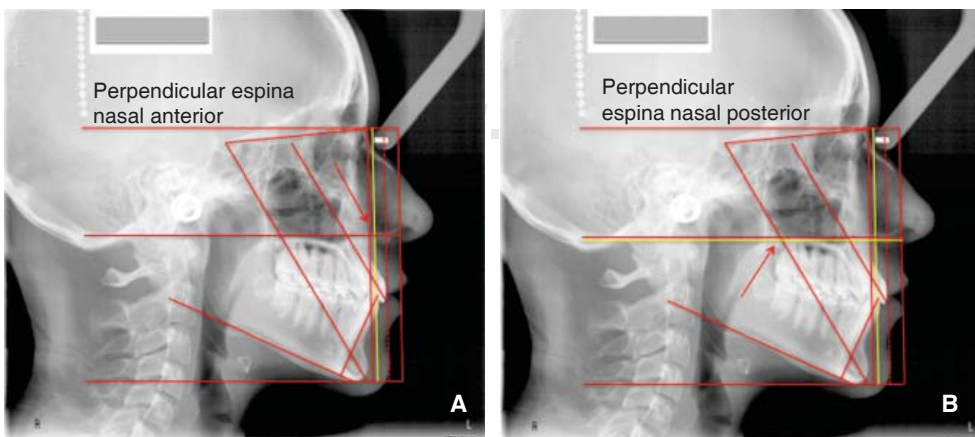 Perpendicular espina
nasal anterior
A
Perpendicular
espina nasal posterior
B